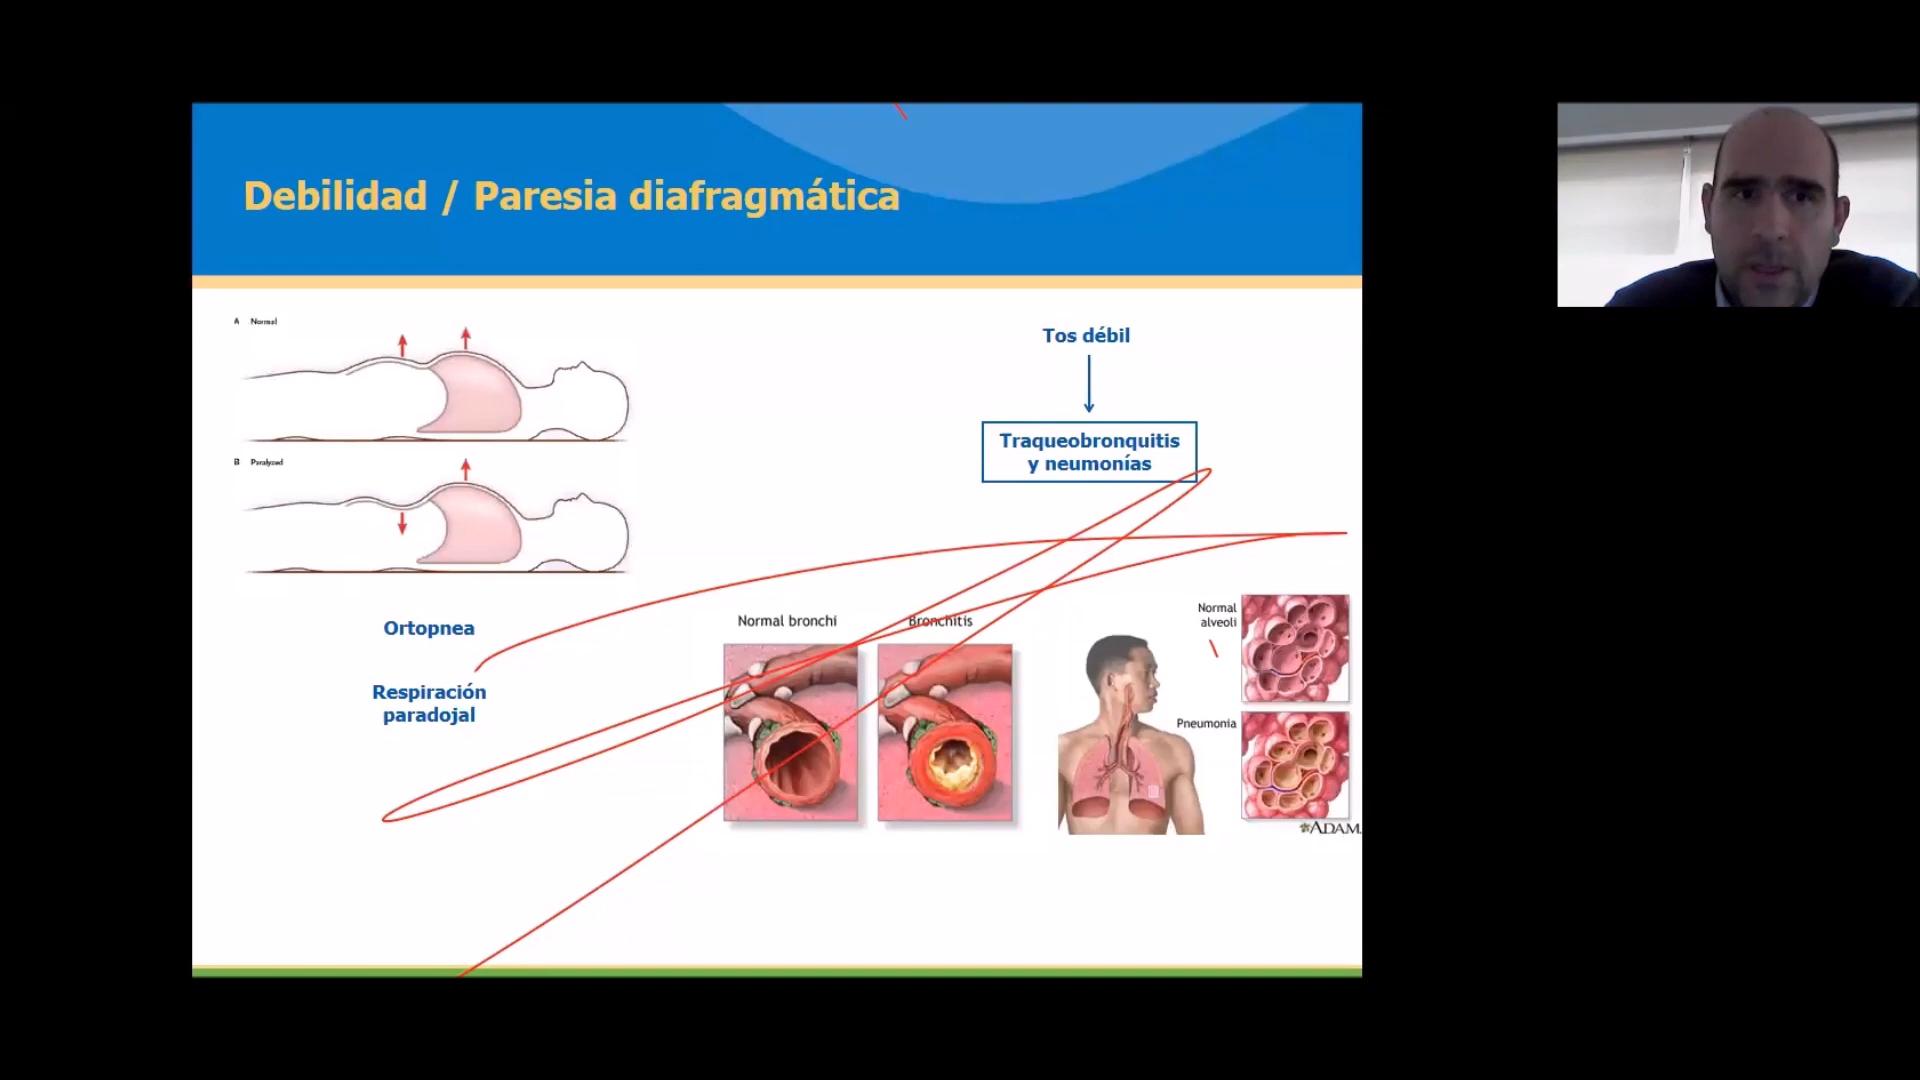 Debilidad / Paresia diafragmática
A Normal
B Paralyzed
Ortopnea
Respiración
paradojal
Tos débil
Traqueobronquitis
y neumonías
Normal bronchi
Bronchitis
Normal
alveoli
Pneumonia
ADAM.